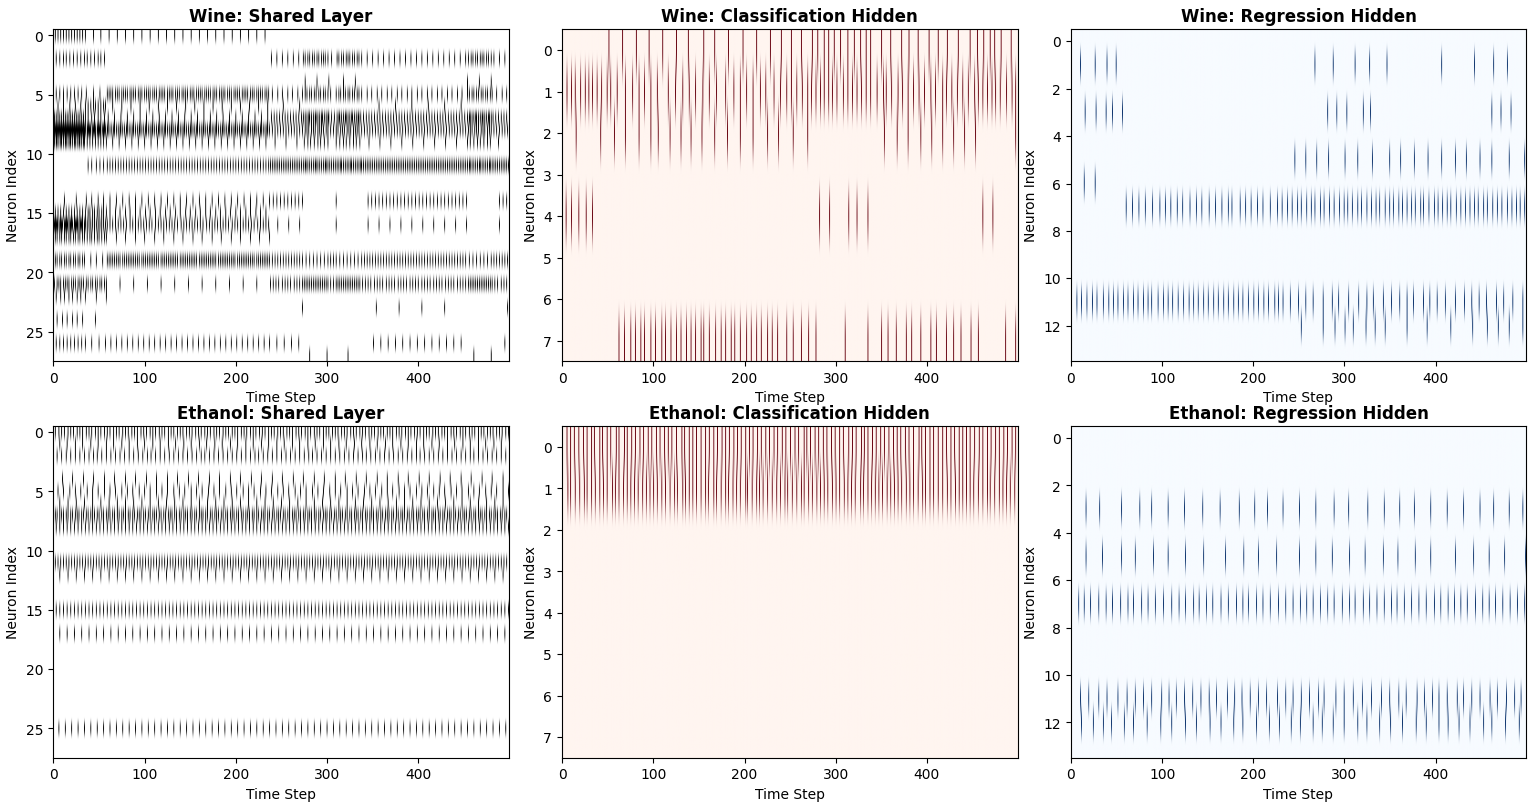 Wine: Shared Layer
Neuron Index
0
5
10
15
20
25
0 100 200 300 400
Time Step
Wine: Classification Hidden
Neuron Index
0
1
2
3
4
5
6
7
0 100 200 300 400
Time Step
Wine: Regression Hidden
Neuron Index
0
2
4
6
8
10
12
0 100 200 300 400
Time Step
Ethanol: Shared Layer
Neuron Index
0
5
10
15
20
25
0 100 200 300 400
Time Step
Ethanol: Classification Hidden
Neuron Index
0
1
2
3
4
5
6
7
0 100 200 300 400
Time Step
Ethanol: Regression Hidden
Neuron Index
0
2
4
6
8
10
12
0 100 200 300 400
Time Step